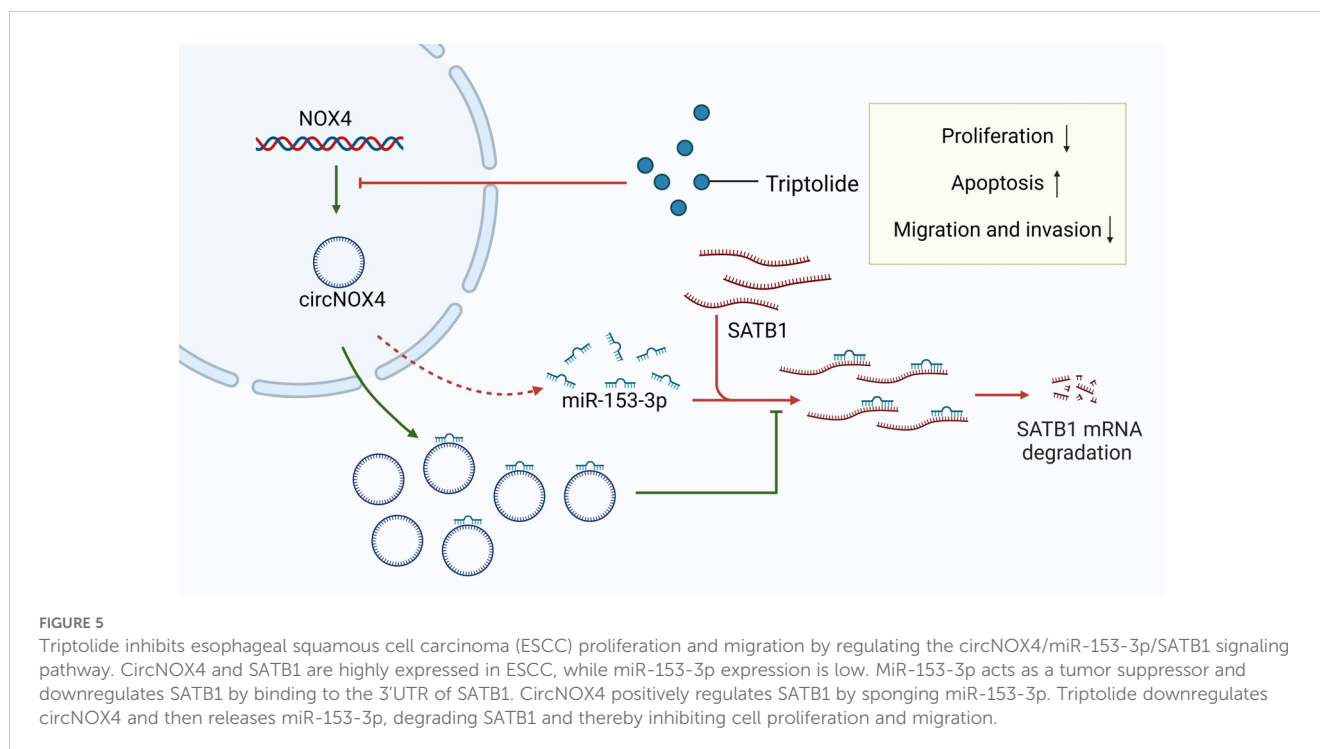 NOX4
Triptolide
circNOX4
Proliferation ↓
Apoptosis ↑
Migration and invasion ↓
SATB1
miR-153-3p
SATB1 mRNA
degradation
FIGURE 5
Triptolide inhibits esophageal squamous cell carcinoma (ESCC) proliferation and migration by regulating the circNOX4/miR-153-3p/SATB1 signaling
pathway. CircNOX4 and SATB1 are highly expressed in ESCC, while miR-153-3p expression is low. MiR-153-3p acts as a tumor suppressor and
downregulates SATB1 by binding to the 3’UTR of SATB1. CircNOX4 positively regulates SATB1 by sponging miR-153-3p. Triptolide downregulates
circNOX4 and then releases miR-153-3p, degrading SATB1 and thereby inhibiting cell proliferation and migration.